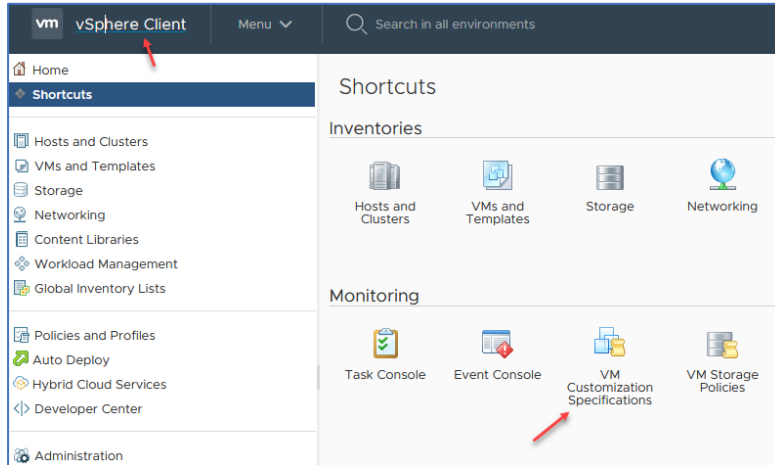 vm vSphere Client Menu Search in all environments
Home
Shortcuts
Hosts and Clusters
VMs and Templates
Storage
Networking
Content Libraries
Workload Management
Global Inventory Lists
Policies and Profiles
Auto Deploy
Hybrid Cloud Services
Developer Center
Administration
Shortcuts
Inventories
Hosts and
Clusters
VMs and
Templates
Storage
Networking
Monitoring
Task Console
Event Console
VM
Customization
Specifications
VM Storage
Policies